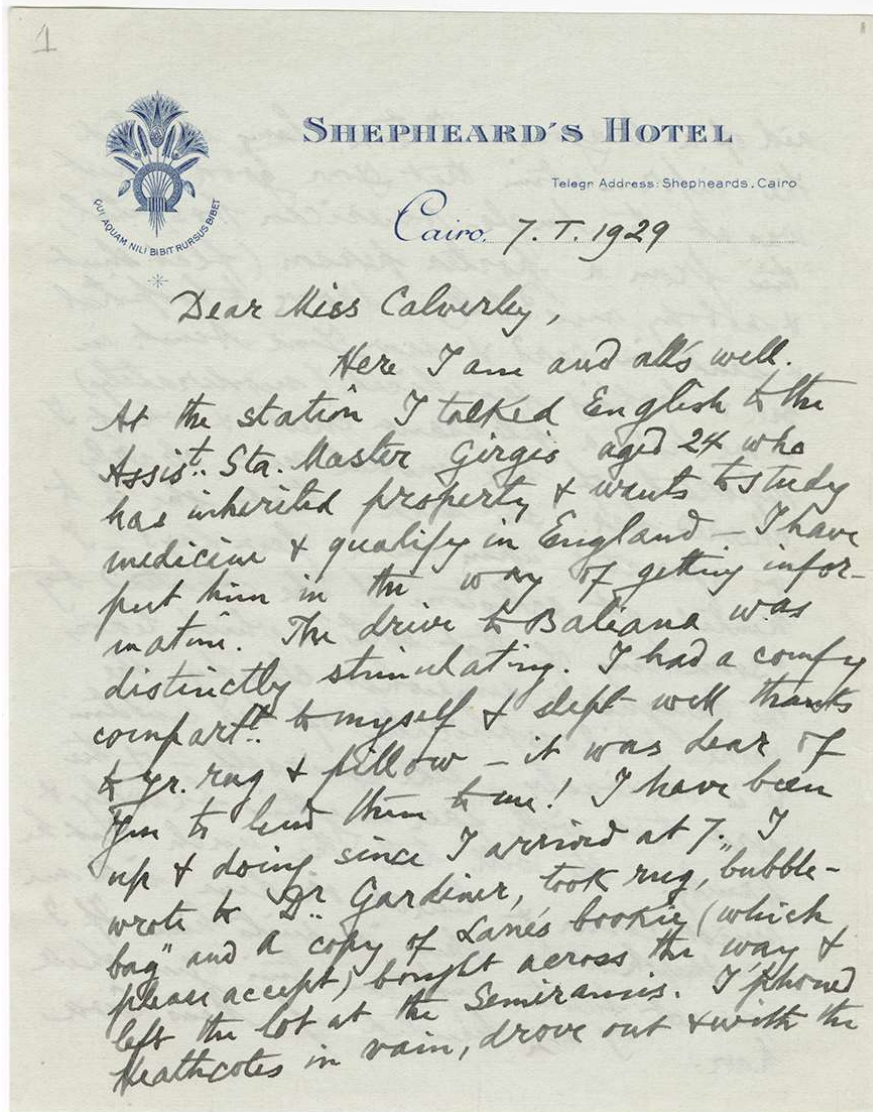 1
SHEPHEARD'S HOTEL
Telegr Address: Shepheards, Cairo
QUI AQUAM NILI BIBIT RURSUS BIBET
Cairo, 7.I.1929
Dear Miss Calverley,
Here I am and all's well.
At the station I talked English to the
Assist. Sta. Master Girgis aged 24 who
has inherited property & wants to study
medicine & qualify in England – I have
put him in the way of getting infor-
mation. The drive to Baliana was
distinctly stimulating. I had a comfy
compartt. to myself & slept well thanks
to yr. rug & pillow – it was dear of
you to lend them to me! I have been
up & doing since I arrived at 7. I
wrote to Dr Gardiner, took rug, "bubble-
bag" and a copy of Lane's bookie (which
please accept) bought across the way &
left the lot at the Semiramis. I 'phoned
Heathcotes in vain, drove out & with the